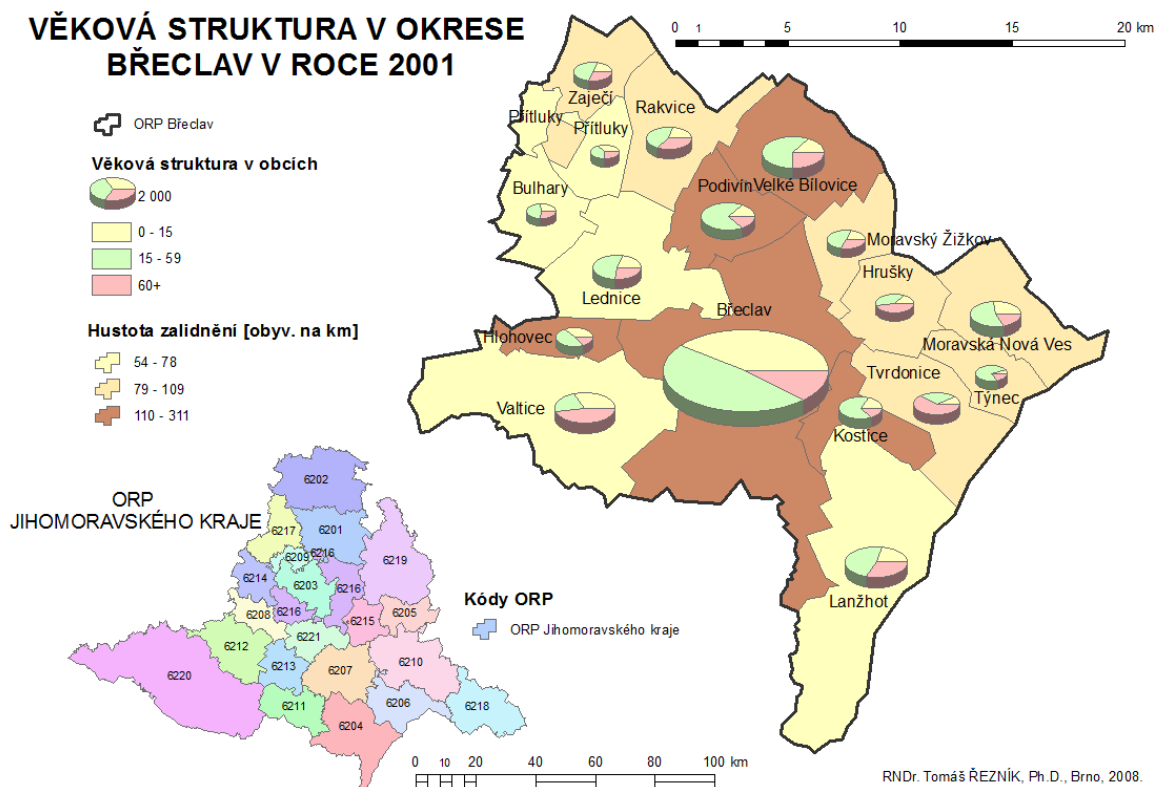 VĚKOVÁ STRUKTURA V OKRESE
BŘECLAV V ROCE 2001
0 1 5 10 15 20 km
ORP Břeclav
Věková struktura v obcích
2 000
0 - 15
15 - 59
60+
Hustota zalidnění [obyv. na km]
54 - 78
79 - 109
110 - 311
Zaječí
Přítluky
Přítluky
Rakvice
Bulhary
Podivín
Velké Bílovice
Moravský Žižkov
Lednice
Hrušky
Břeclav
Hlohovec
Moravská Nová Ves
Valtice
Tvrdonice
Týnec
Kostice
Lanžhot
ORP
JIHOMORAVSKÉHO KRAJE
6202
6217
6201
6209
6216
6219
6214
6203
6216
6208
6216
6215
6205
6221
6212
6213
6207
6210
6220
6211
6206
6218
6204
Kódy ORP
ORP Jihomoravského kraje
0 10 20 40 60 80 100 km
RNDr. Tomáš ŘEZNÍK, Ph.D., Brno, 2008.